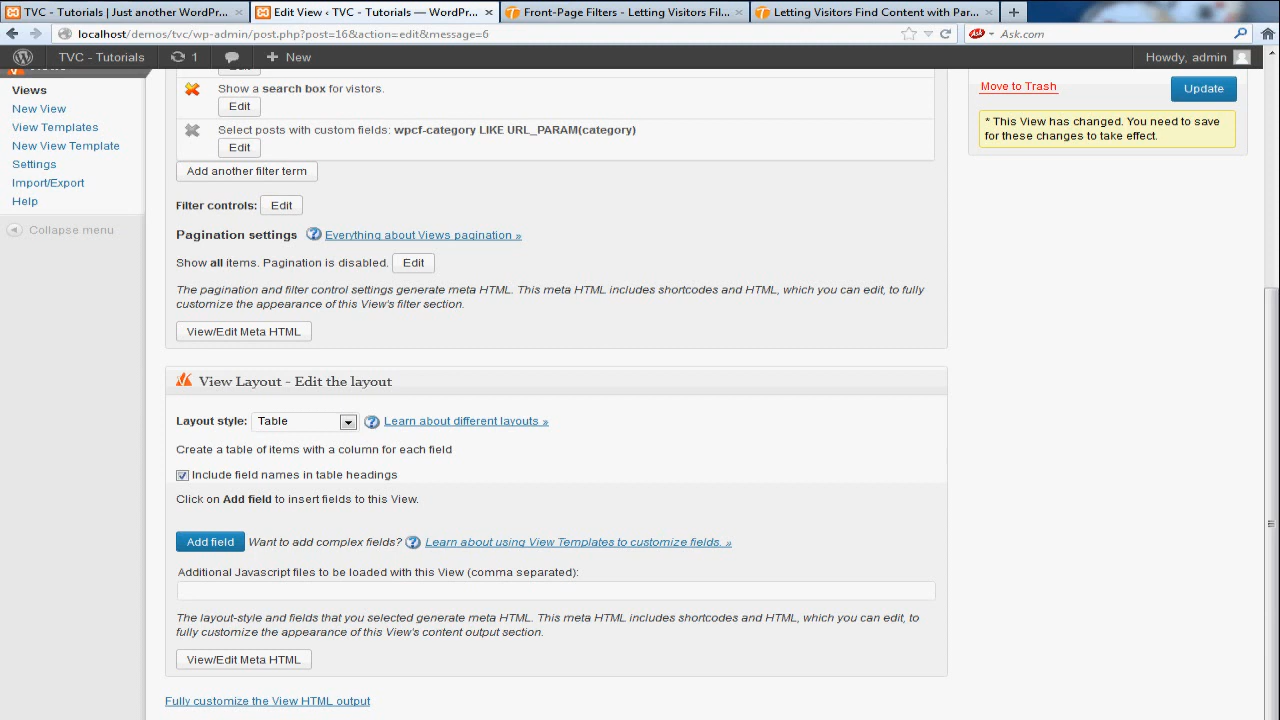 TVC - Tutorials | Just another WordPr...
Edit View ‹ TVC - Tutorials — WordPr...
Front-Page Filters - Letting Visitors Fil...
Letting Visitors Find Content with Par...
localhost/demos/tvc/wp-admin/post.php?post=16&action=edit&message=6
Ask.com
TVC - Tutorials
1
New
Howdy, admin
Views
New View
View Templates
New View Template
Settings
Import/Export
Help
Collapse menu
Edit
Show a search box for vistors.
Edit
Select posts with custom fields: wpcf-category LIKE URL_PARAM(category)
Edit
Add another filter term
Filter controls: Edit
Pagination settings Everything about Views pagination »
Show all items. Pagination is disabled. Edit
The pagination and filter control settings generate meta HTML. This meta HTML includes shortcodes and HTML, which you can edit, to fully
customize the appearance of this View's filter section.
View/Edit Meta HTML
Move to Trash
Update
* This View has changed. You need to save
for these changes to take effect.
View Layout - Edit the layout
Layout style: Table Learn about different layouts »
Create a table of items with a column for each field
Include field names in table headings
Click on Add field to insert fields to this View.
Add field Want to add complex fields? Learn about using View Templates to customize fields. »
Additional Javascript files to be loaded with this View (comma separated):
The layout-style and fields that you selected generate meta HTML. This meta HTML includes shortcodes and HTML, which you can edit, to
fully customize the appearance of this View's content output section.
View/Edit Meta HTML
Fully customize the View HTML output